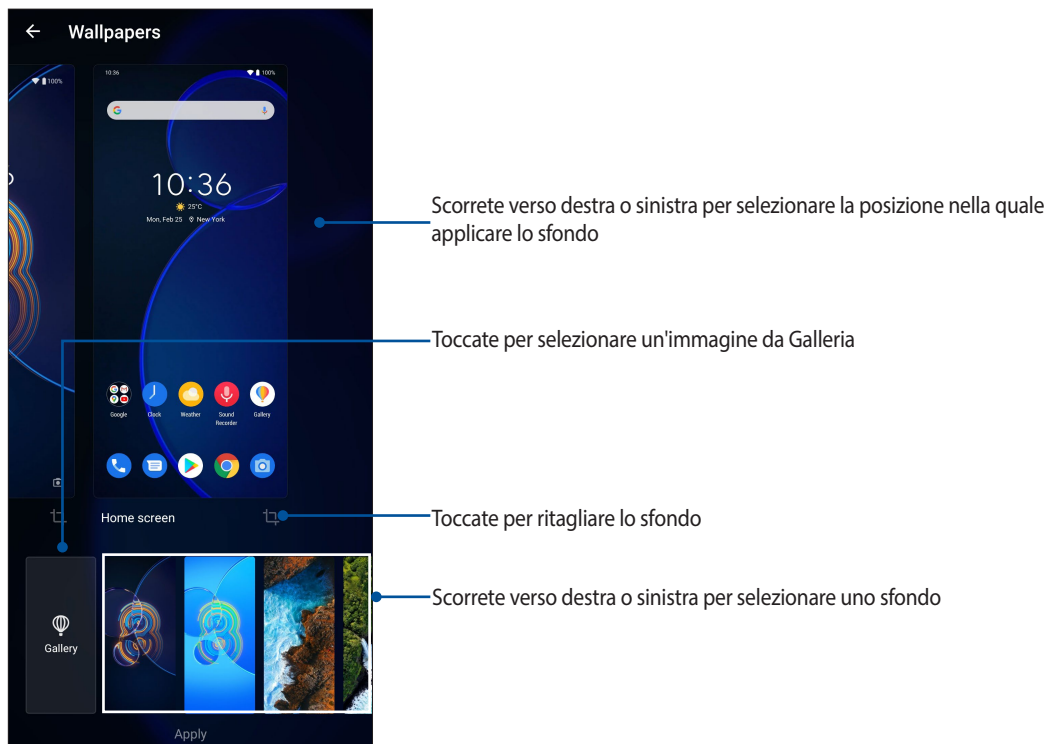 Wallpapers
100%
10:36
100%
G
10:36
25°C
Mon, Feb 25 New York
Scorrete verso destra o sinistra per selezionare la posizione nella quale
applicare lo sfondo
Toccate per selezionare un'immagine da Galleria
Google
Clock
Weather
Sound
Recorder
Gallery
Home screen
Toccate per ritagliare lo sfondo
Scorrete verso destra o sinistra per selezionare uno sfondo
Gallery
Apply